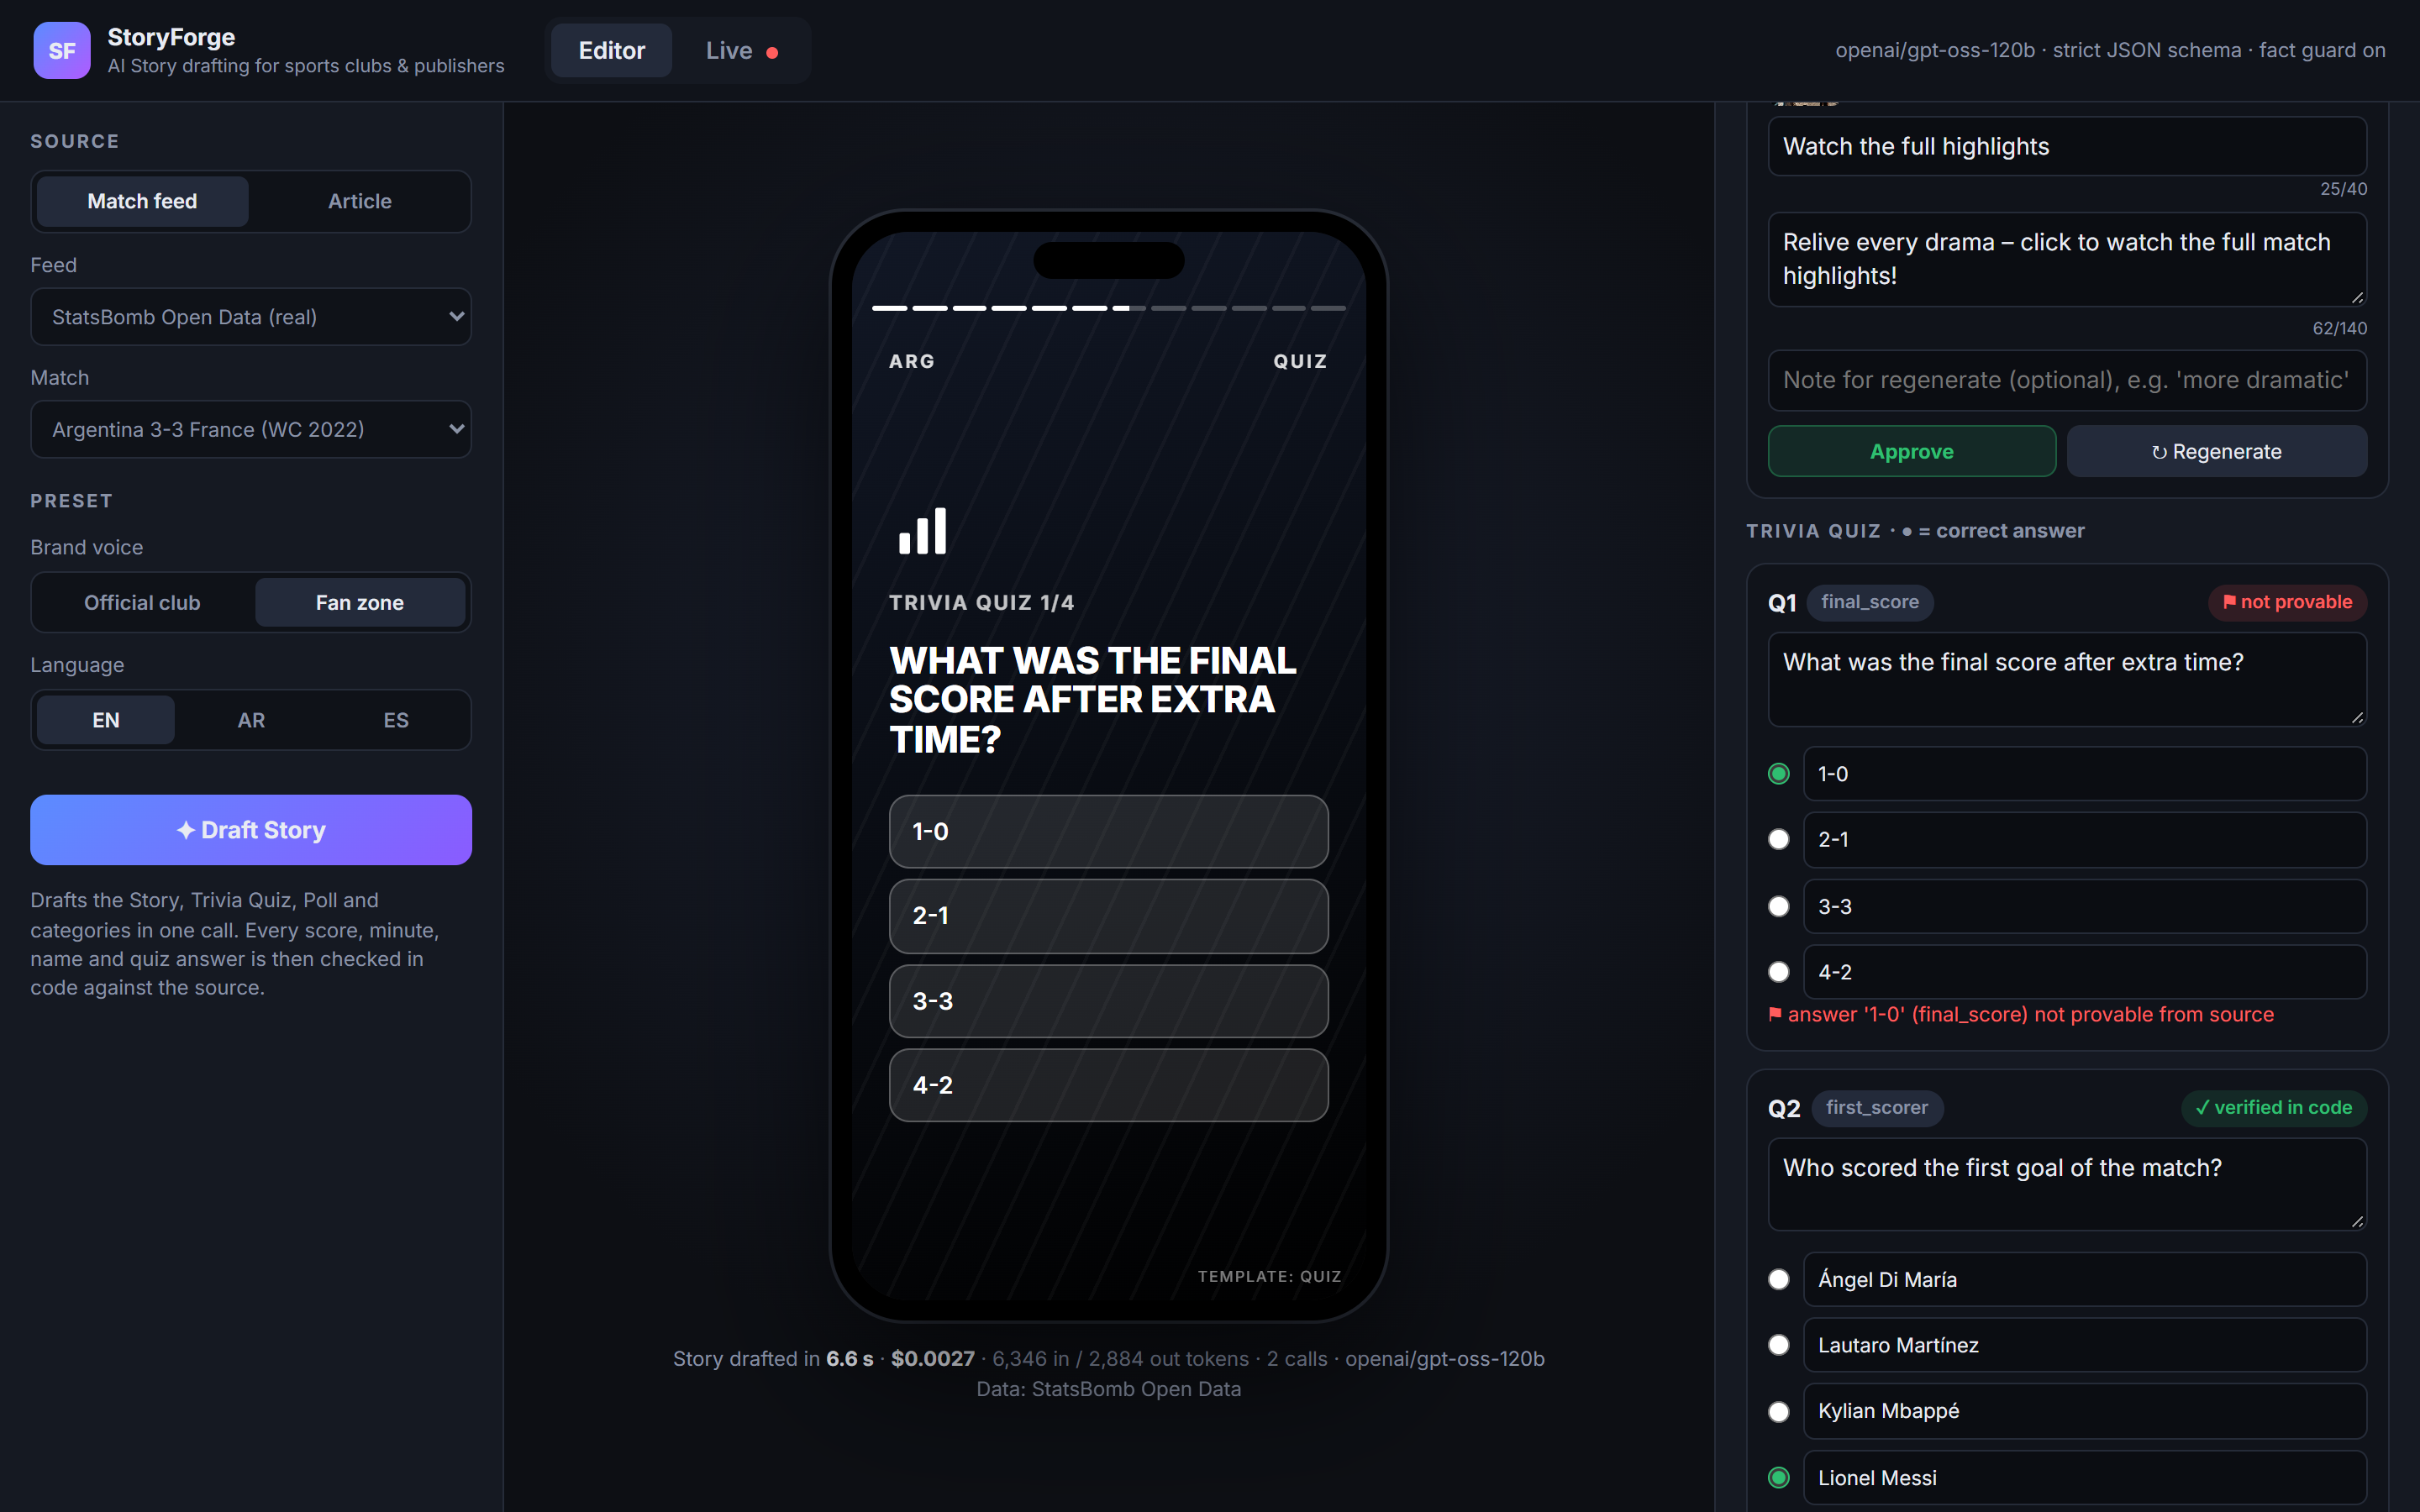 SF
StoryForge
AI Story drafting for sports clubs & publishers
Editor
Live
openai/gpt-oss-120b · strict JSON schema · fact guard on
SOURCE
Match feed
Article
Feed
StatsBomb Open Data (real)
Match
Argentina 3-3 France (WC 2022)
PRESET
Brand voice
Official club
Fan zone
Language
EN
AR
ES
✦ Draft Story
Drafts the Story, Trivia Quiz, Poll and
categories in one call. Every score, minute,
name and quiz answer is then checked in
code against the source.
ARG
QUIZ
TRIVIA QUIZ 1/4
WHAT WAS THE FINAL
SCORE AFTER EXTRA
TIME?
1-0
2-1
3-3
4-2
TEMPLATE: QUIZ
Story drafted in 6.6 s · $0.0027 · 6,346 in / 2,884 out tokens · 2 calls · openai/gpt-oss-120b
Data: StatsBomb Open Data
Watch the full highlights
25/40
Relive every drama – click to watch the full match
highlights!
62/140
Note for regenerate (optional), e.g. 'more dramatic'
Approve
↻ Regenerate
TRIVIA QUIZ · ● = correct answer
Q1 final_score
⚑ not provable
What was the final score after extra time?
1-0
2-1
3-3
4-2
⚑ answer '1-0' (final_score) not provable from source
Q2 first_scorer
✓ verified in code
Who scored the first goal of the match?
Ángel Di María
Lautaro Martínez
Kylian Mbappé
Lionel Messi